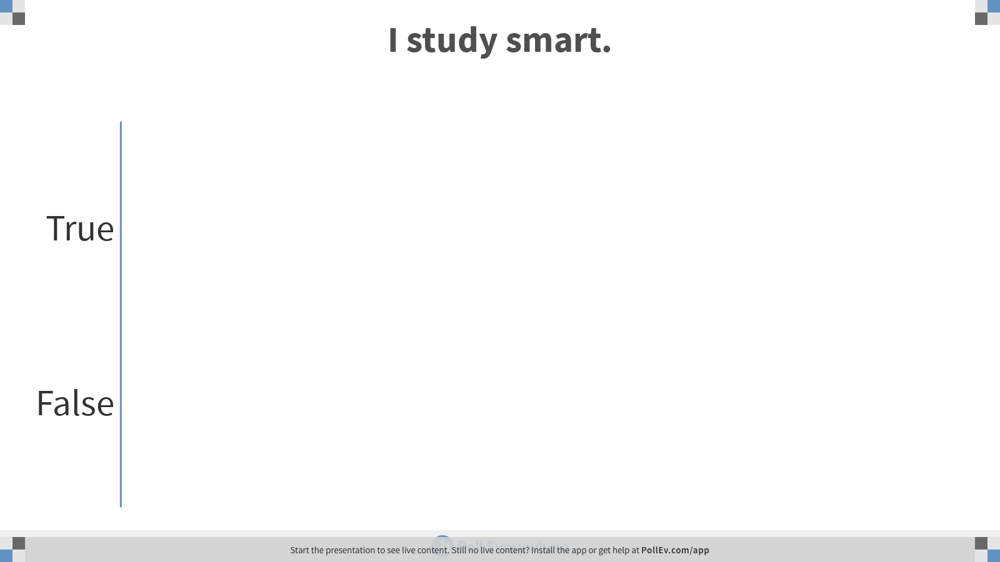 I study smart.
True
False
Start the presentation to see live content. Still no live content? Install the app or get help at PollEv.com/app